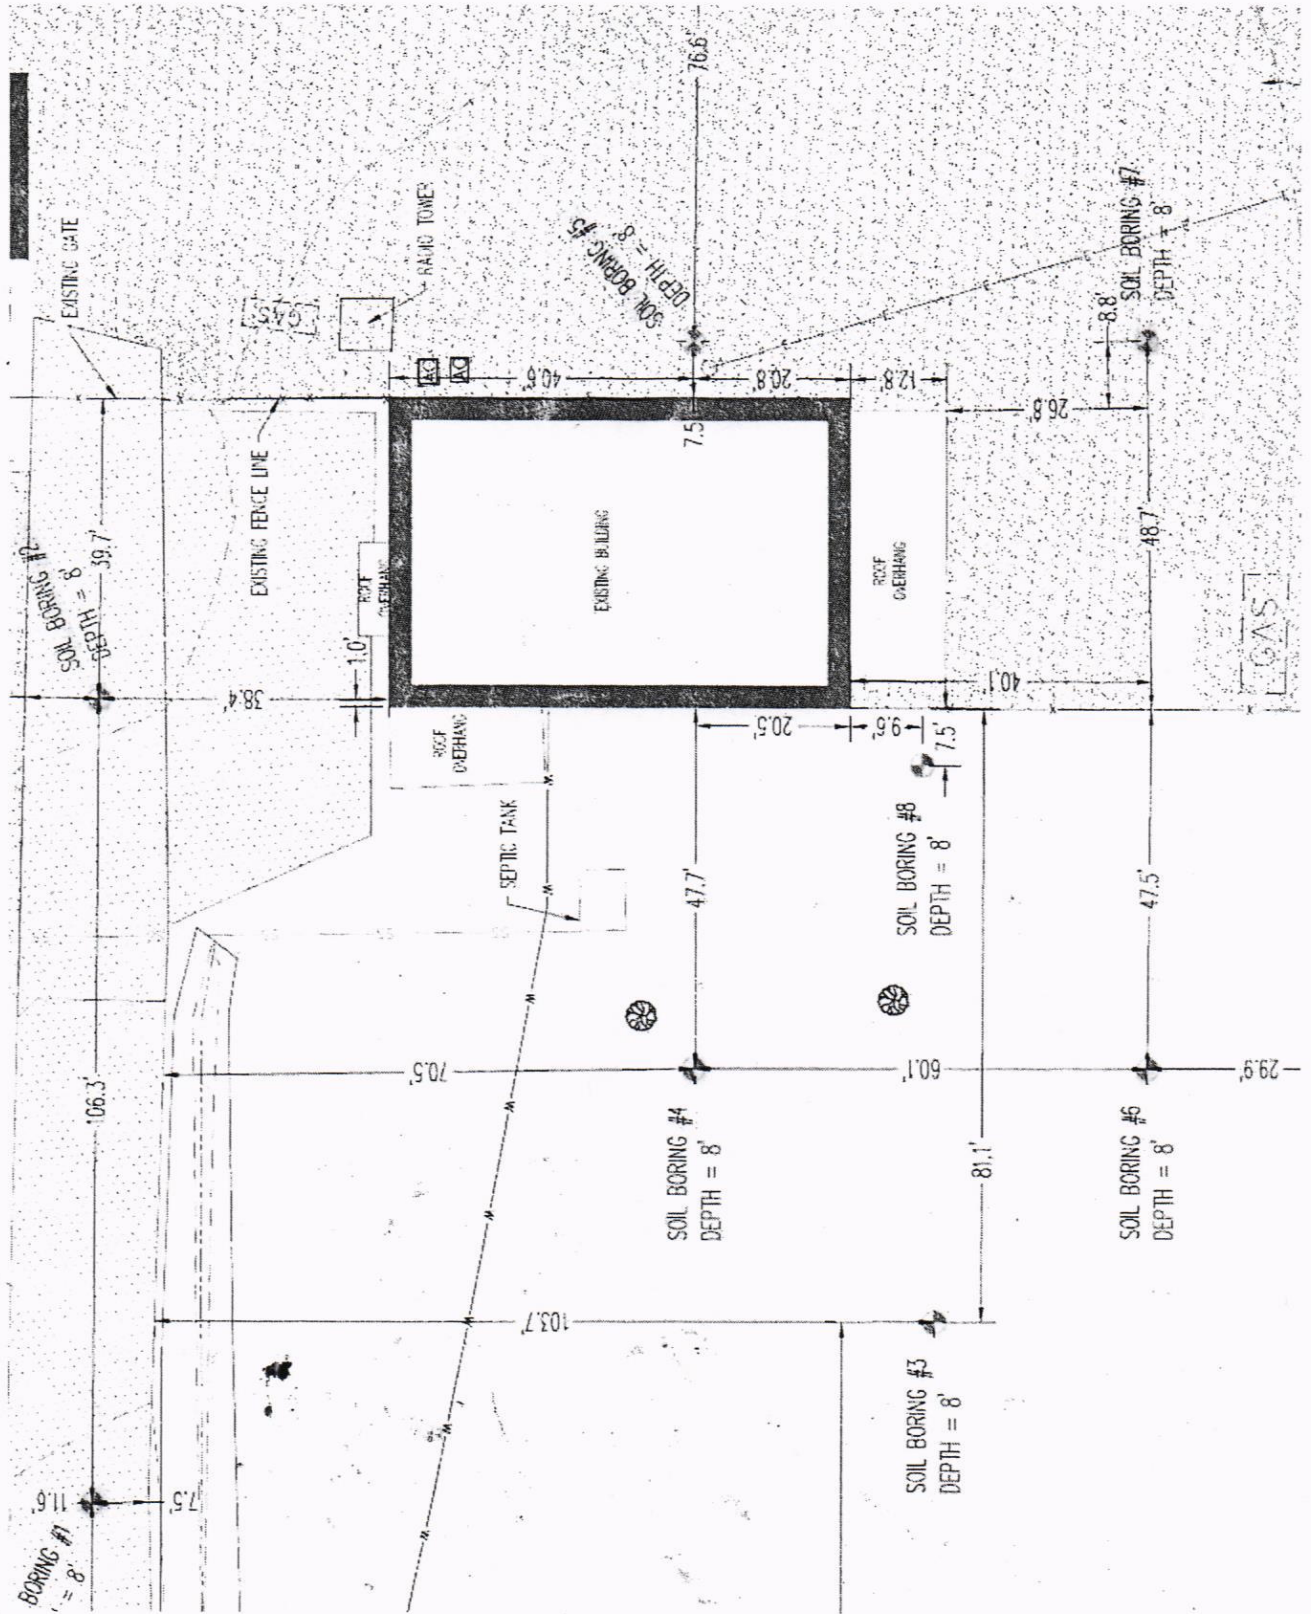 76.6'
EXISTING GATE
RADIO TOWER
GAS
SOIL BORING #5
DEPTH = 8'
SOIL BORING #7
DEPTH = 8'
8.8'
AC
AC
40.6'
20.8'
12.8'
26.8'
7.5'
39.7'
EXISTING FENCE LINE
SOIL BORING #2
DEPTH = 8'
ROOF
OVERHANG
EXISTING BUILDING
ROOF
OVERHANG
48.7'
GAS
1.0'
38.4'
40.1'
ROOF
OVERHANG
20.5'
9.6'
7.5'
SEPTIC TANK
SOIL BORING #8
DEPTH = 8'
47.7'
47.5'
106.3'
70.5'
60.1'
29.9'
SOIL BORING #4
DEPTH = 8'
SOIL BORING #6
DEPTH = 8'
81.1'
103.7'
SOIL BORING #3
DEPTH = 8'
11.6'
7.5'
BORING #1
= 8'
W
W
W
W
W
W
W
W